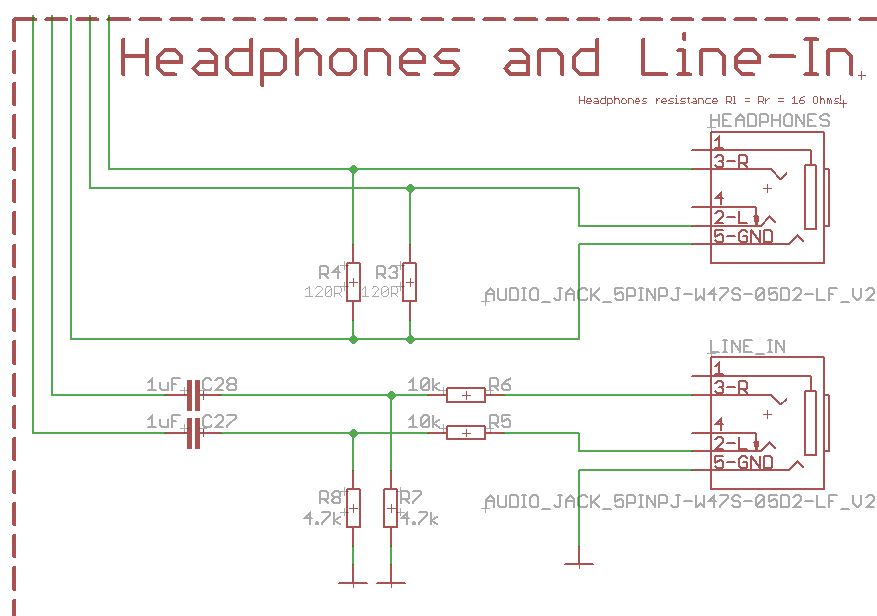 Headphones and Line-In
Headphones resistance Rl = Rr = 16 Ohms!
HEADPHONES
1
3-R
4
2-L
5-GND
R4 R3
120R 120R
AUDIO_JACK_5PINPJ-W47S-05D2-LF_V2
LINE_IN
1uF C28 10k R6
1
3-R
1uF C27 10k R5
4
2-L
5-GND
R8 R7
4.7k 4.7k
AUDIO_JACK_5PINPJ-W47S-05D2-LF_V2